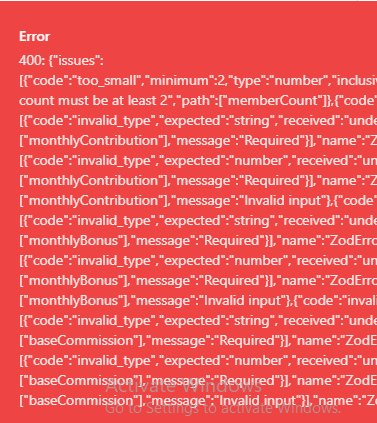 Error
400: {"issues":
[{"code":"too_small","minimum":2,"type":"number","inclusiv
count must be at least 2","path":["memberCount"]},{"code"
[{"code":"invalid_type","expected":"string","received":"unde
["monthlyContribution"],"message":"Required"}],"name":"Z
[{"code":"invalid_type","expected":"number","received":"un
["monthlyContribution"],"message":"Required"}],"name":"Z
["monthlyContribution"],"message":"Invalid input"},{"code"
[{"code":"invalid_type","expected":"string","received":"unde
["monthlyBonus"],"message":"Required"}],"name":"ZodErro
[{"code":"invalid_type","expected":"number","received":"un
["monthlyBonus"],"message":"Required"}],"name":"ZodErro
["monthlyBonus"],"message":"Invalid input"},{"code":"invali
[{"code":"invalid_type","expected":"string","received":"unde
["baseCommission"],"message":"Required"}],"name":"ZodE
[{"code":"invalid_type","expected":"number","received":"un
["baseCommission"],"message":"Required"}],"name":"ZodE
["baseCommission"],"message":"Invalid input"}],"name":"Z
Activate Windows
Go to Settings to activate Windows.